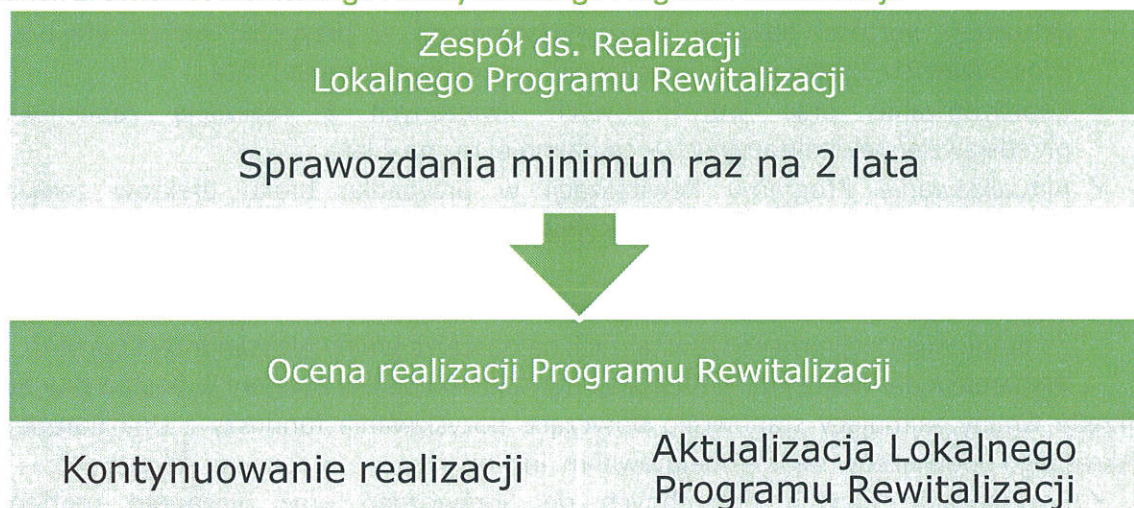 Zespół ds. Realizacji
Lokalnego Programu Rewitalizacji
Sprawozdania minimun raz na 2 lata
Ocena realizacji Programu Rewitalizacji
Kontynuowanie realizacji
Aktualizacja Lokalnego
Programu Rewitalizacji